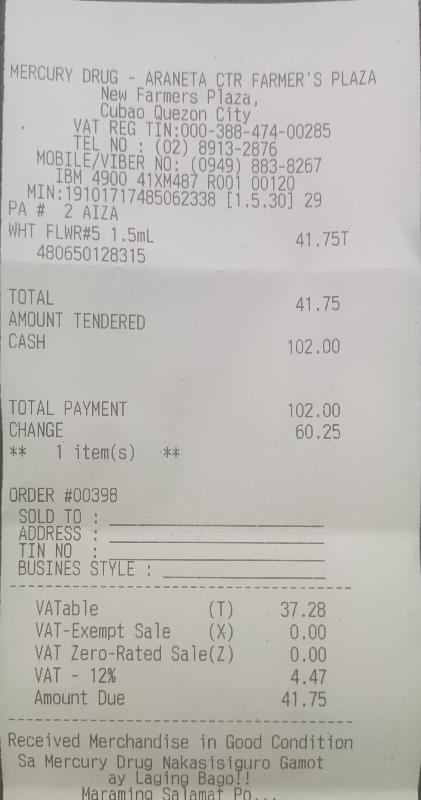 MERCURY DRUG - ARANETA CTR FARMER'S PLAZA
New Farmers Plaza,
Cubao Quezon City
VAT REG TIN:000-388-474-00285
TEL NO : (02) 8913-2876
MOBILE/VIBER NO: (0949) 883-8267
IBM 4900 41XM487 R001 00120
MIN:19101717485062338 [1.5.30] 29
PA # 2 AIZA
WHT FLWR#5 1.5mL 41.75T
480650128315
TOTAL 41.75
AMOUNT TENDERED
CASH 102.00
TOTAL PAYMENT 102.00
CHANGE 60.25
** 1 item(s) **
ORDER #00398
SOLD TO :
ADDRESS :
TIN NO :
BUSINES STYLE :
VATable (T) 37.28
VAT-Exempt Sale (X) 0.00
VAT Zero-Rated Sale(Z) 0.00
VAT - 12% 4.47
Amount Due 41.75
Received Merchandise in Good Condition
Sa Mercury Drug Nakasisiguro Gamot
ay Laging Bago!!
Maraming Salamat Po...